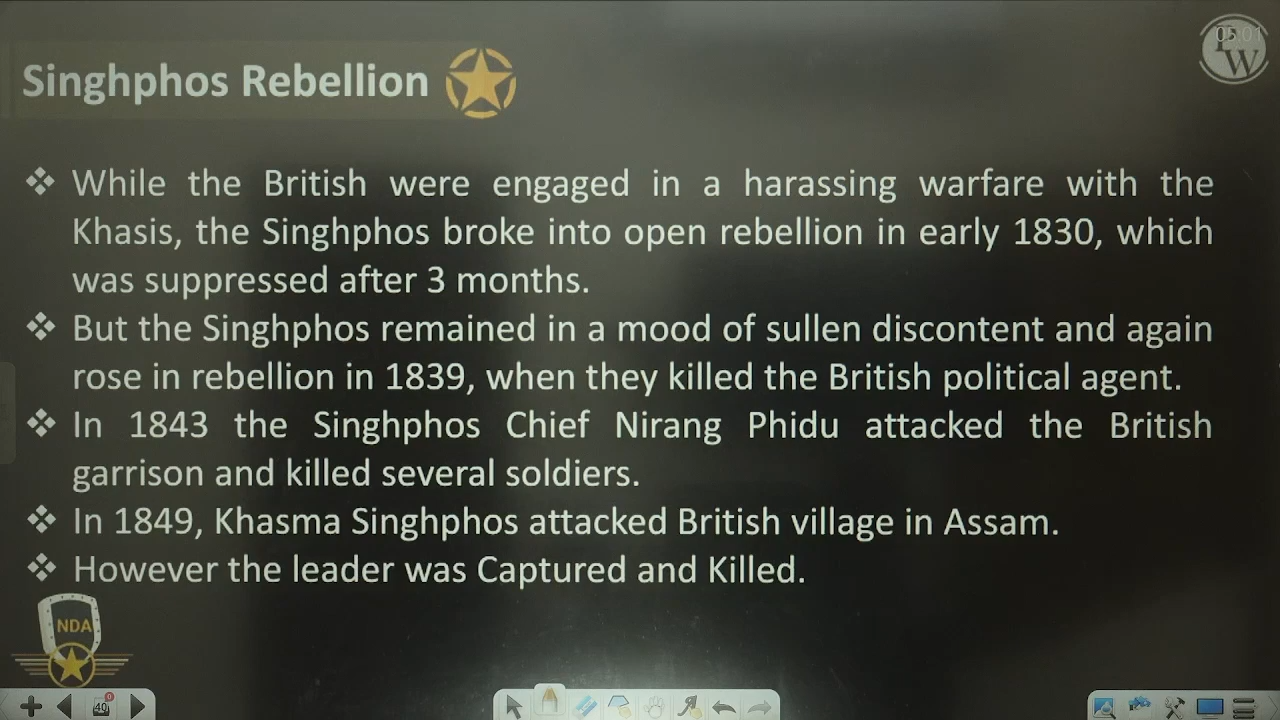 Singhphos Rebellion
PW
05:01
❖ While the British were engaged in a harassing warfare with the
Khasis, the Singhphos broke into open rebellion in early 1830, which
was suppressed after 3 months.
❖ But the Singhphos remained in a mood of sullen discontent and again
rose in rebellion in 1839, when they killed the British political agent.
❖ In 1843 the Singhphos Chief Nirang Phidu attacked the British
garrison and killed several soldiers.
❖ In 1849, Khasma Singhphos attacked British village in Assam.
❖ However the leader was Captured and Killed.
NDA
40
0